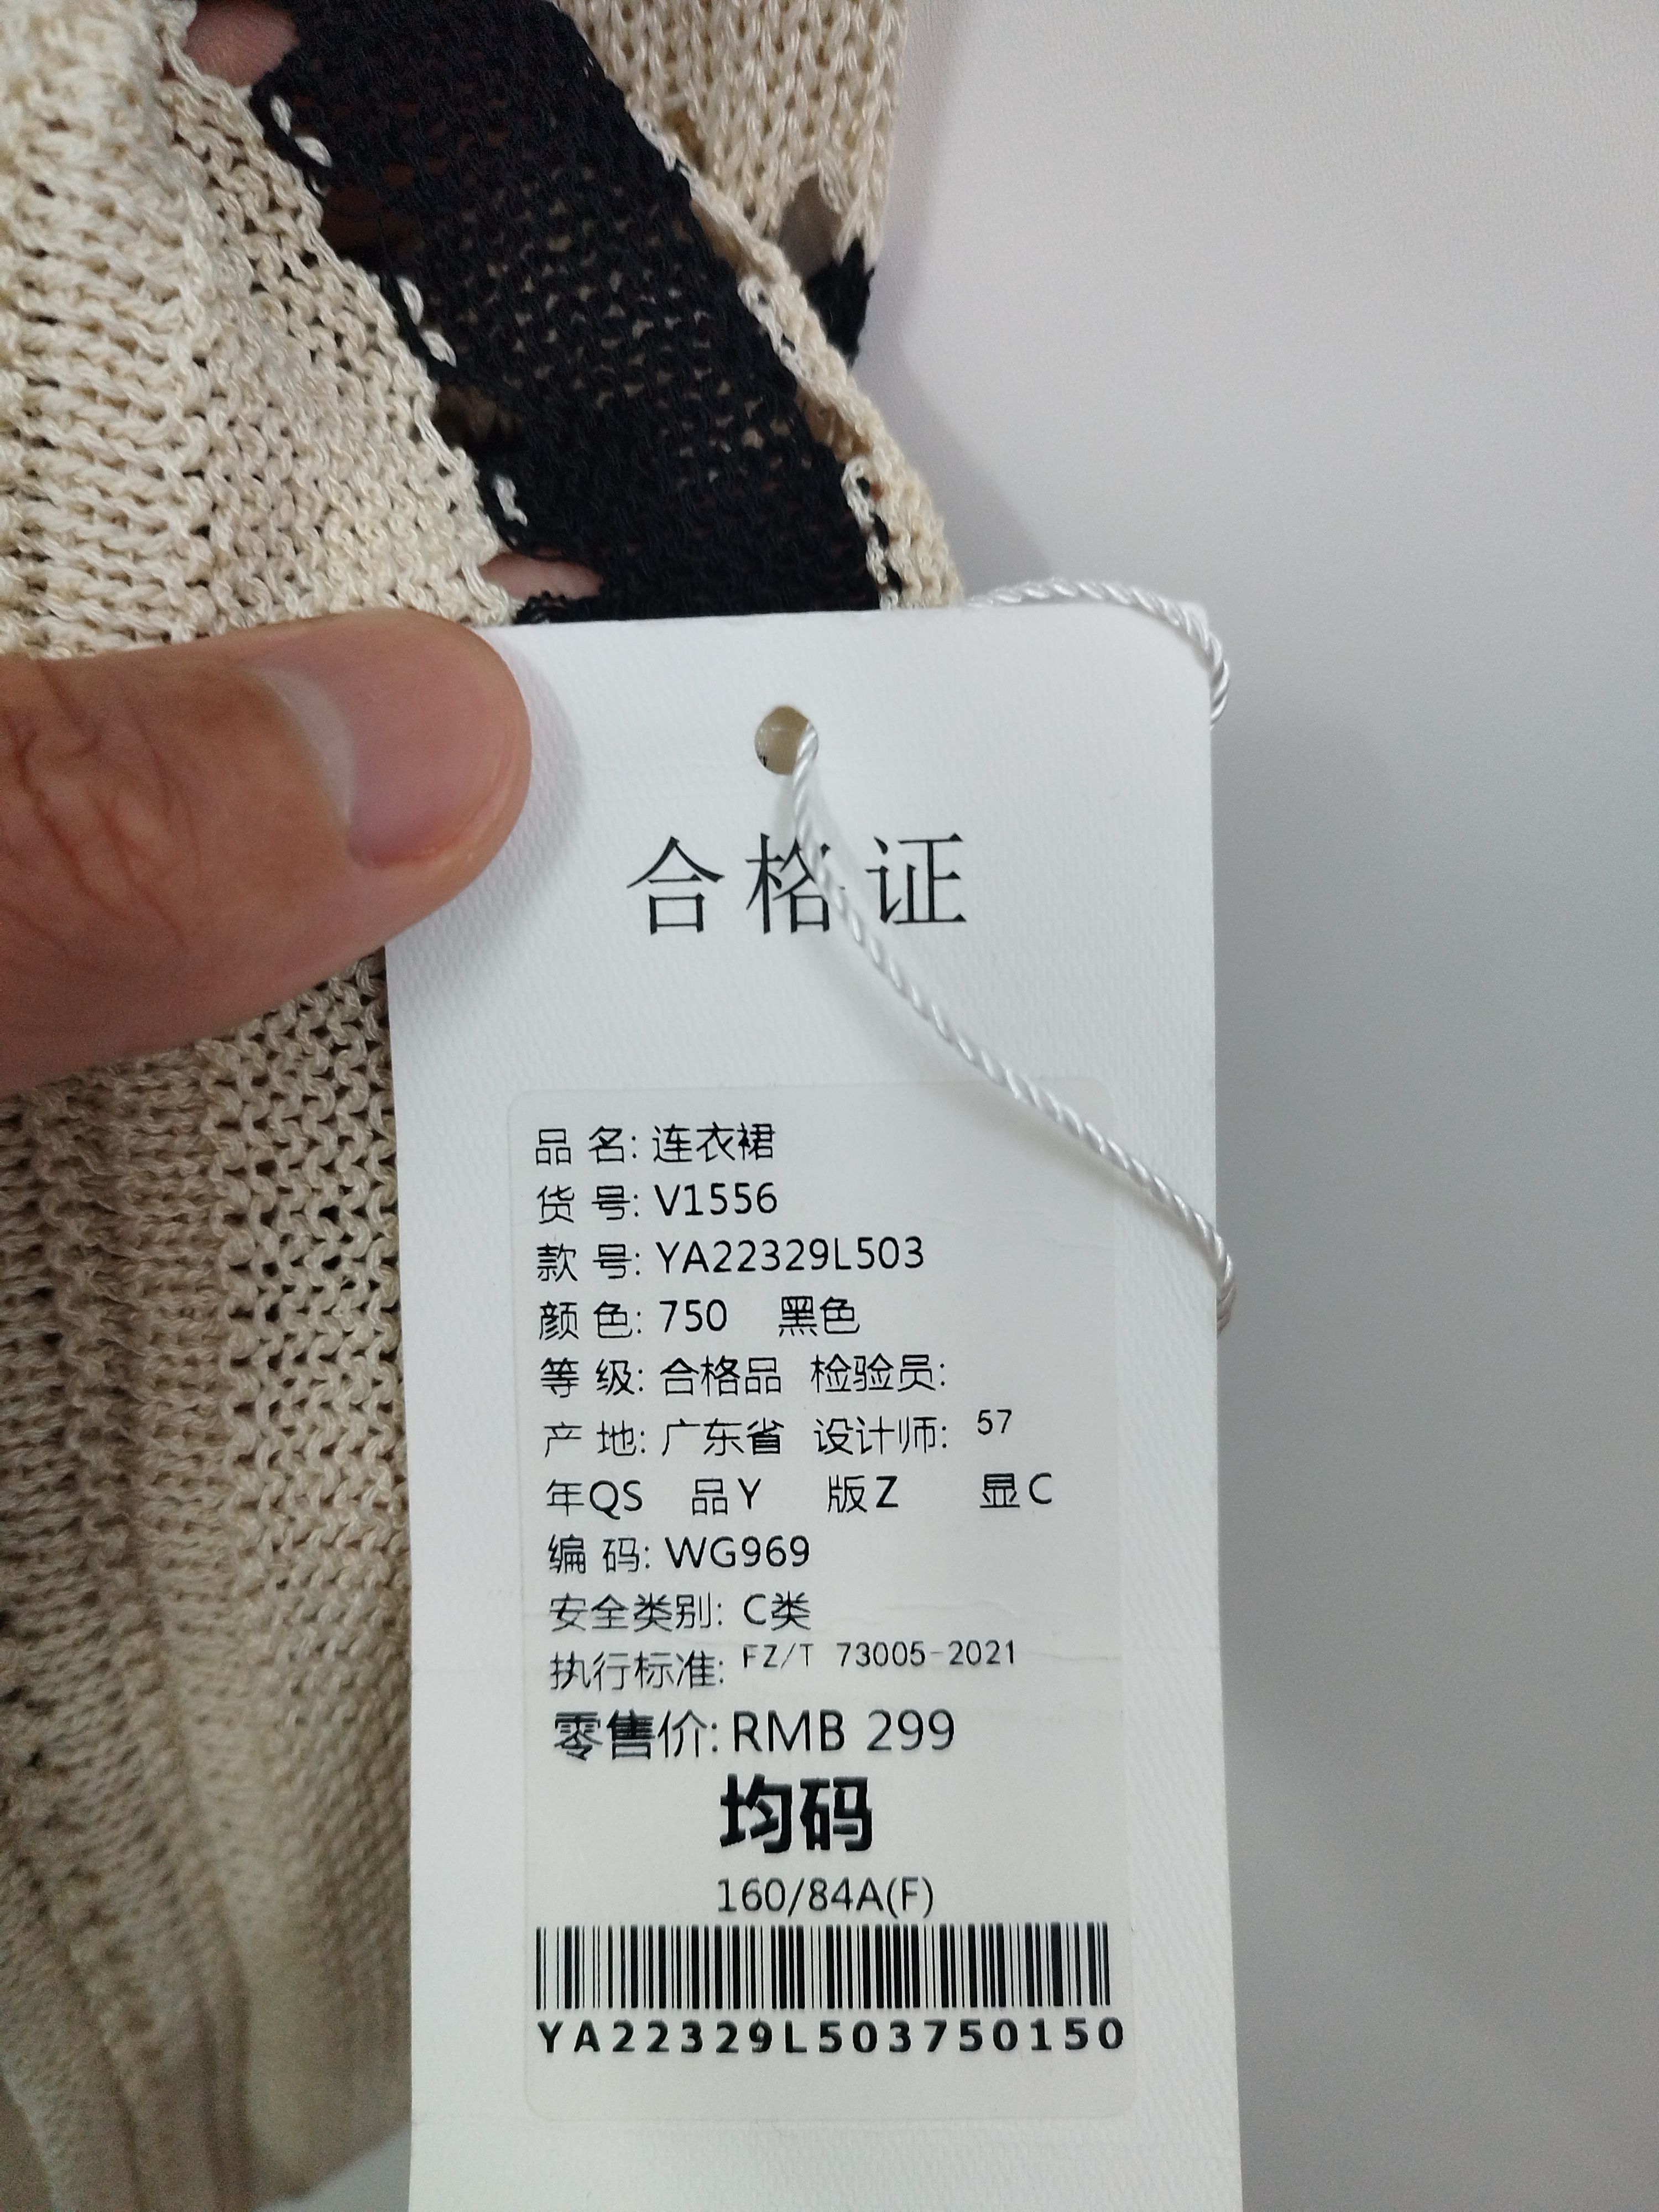 合格证
品 名: 连衣裙
货 号: V1556
款 号: YA22329L503
颜 色: 750 黑色
等 级: 合格品 检验员:
产 地: 广东省 设计师: 57
年QS 品Y 版Z 显C
编 码: WG969
安全类别: C类
执行标准: FZ/T 73005-2021
零售价: RMB 299
均码
160/84A(F)
YA22329L503750150